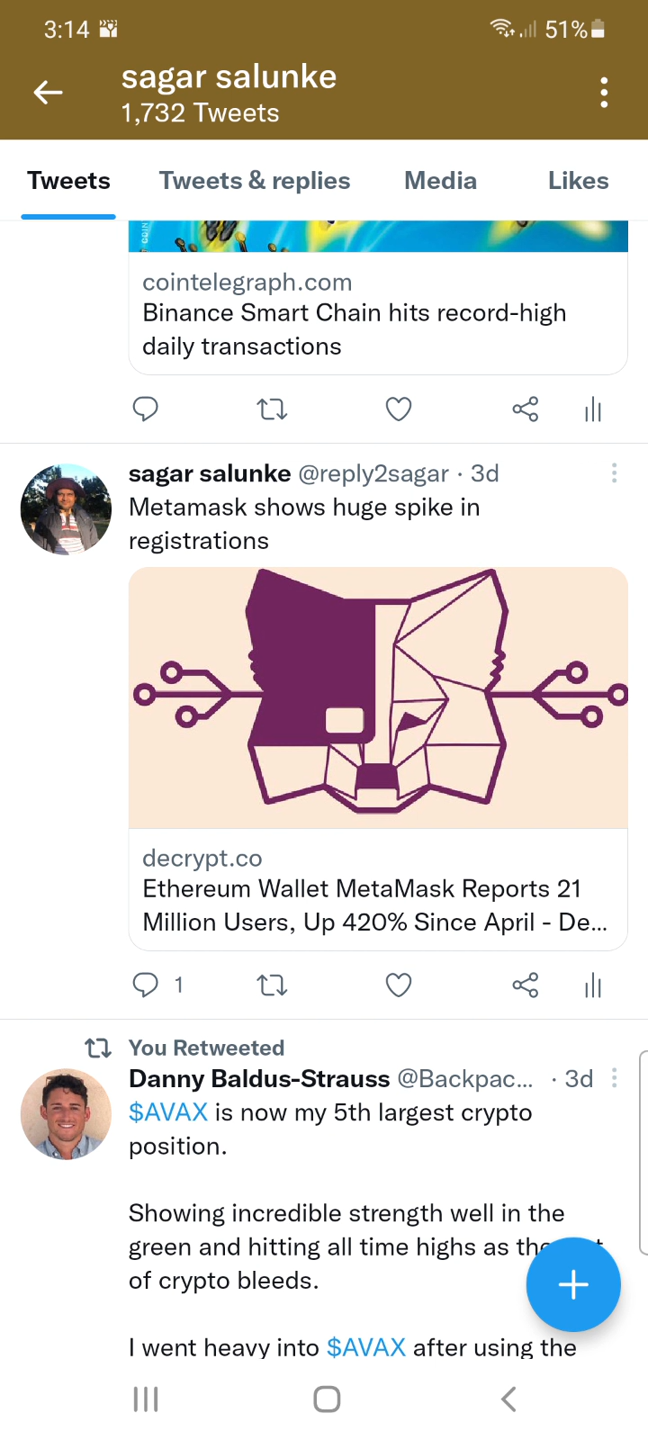 3:14
51%
sagar salunke
1,732 Tweets
Tweets
Tweets & replies
Media
Likes
cointelegraph.com
Binance Smart Chain hits record-high
daily transactions
sagar salunke @reply2sagar · 3d
Metamask shows huge spike in
registrations
decrypt.co
Ethereum Wallet MetaMask Reports 21
Million Users, Up 420% Since April - De...
1
You Retweeted
Danny Baldus-Strauss @Backpac... · 3d
$AVAX is now my 5th largest crypto
position.
Showing incredible strength well in the
green and hitting all time highs as the
of crypto bleeds.
I went heavy into $AVAX after using the